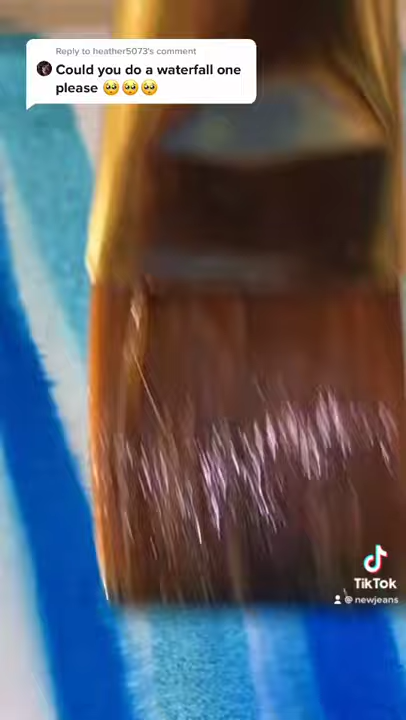 Reply to heather5073's comment
Could you do a waterfall one
please 🥺🥺🥺
TikTok
@newjeans